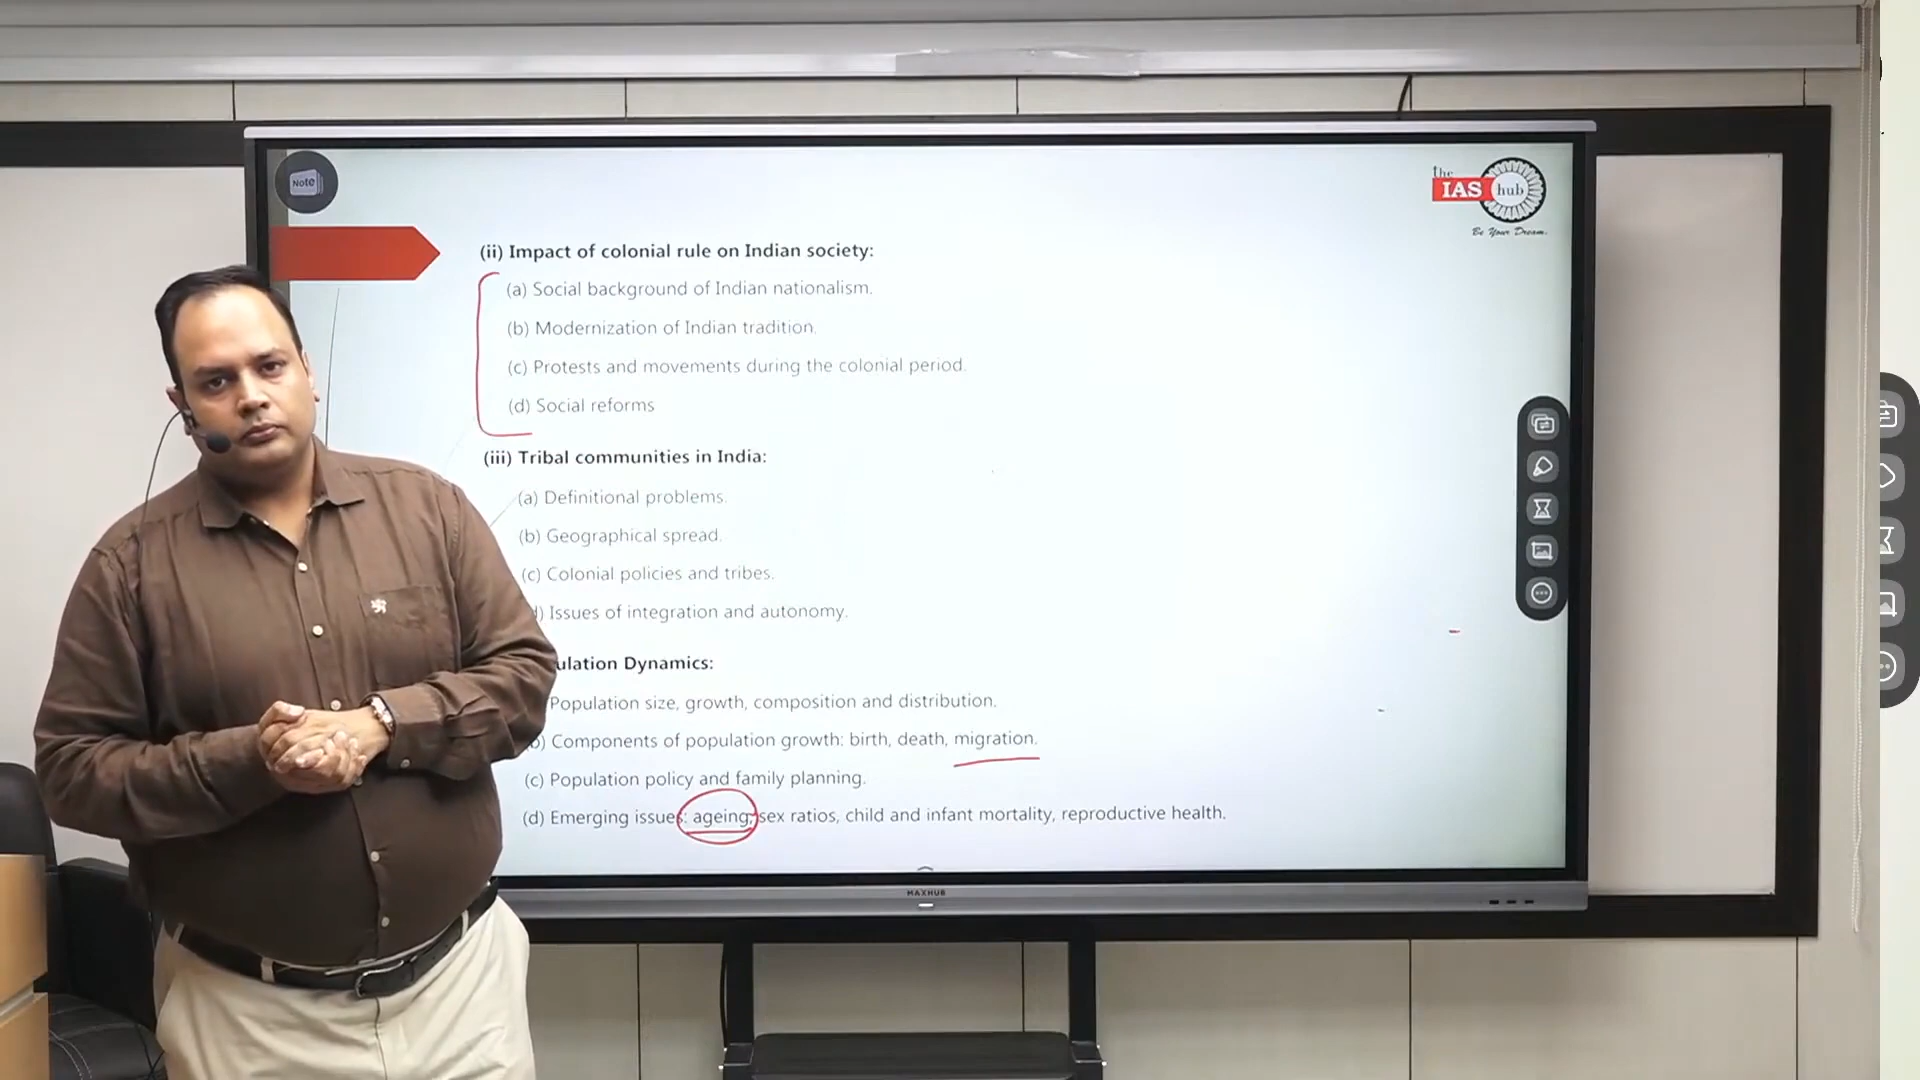 Note
the
IAS hub
Be Your Dream.
(ii) Impact of colonial rule on Indian society:
(a) Social background of Indian nationalism.
(b) Modernization of Indian tradition.
(c) Protests and movements during the colonial period.
(d) Social reforms
(iii) Tribal communities in India:
(a) Definitional problems.
(b) Geographical spread.
(c) Colonial policies and tribes.
) Issues of integration and autonomy.
ulation Dynamics:
Population size, growth, composition and distribution.
) Components of population growth: birth, death, migration.
(c) Population policy and family planning.
(d) Emerging issues: ageing, sex ratios, child and infant mortality, reproductive health.
MAXHUB